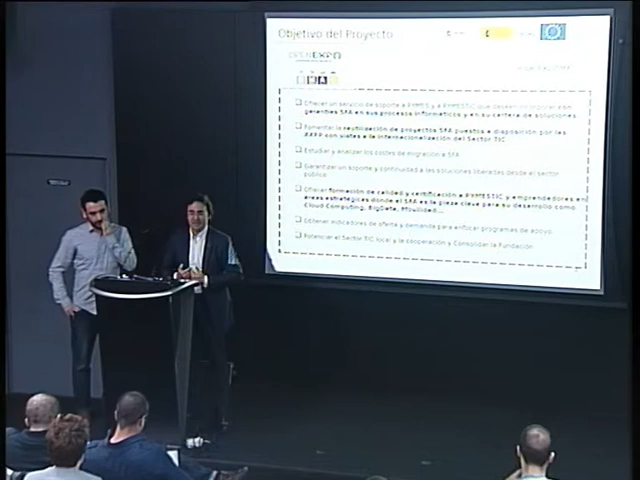 Objetivo del Proyecto
OPENEXPO
Ofrecer un servicio de soporte a PYMES y a PYMESTIC que deseen incorporar con
garantías SFA en sus procesos informáticos y en su cartera de soluciones.
Fomentar la reutilización de proyectos SFA puestos a disposición por las
AAPP con vistas a la internacionalización del Sector TIC
Estudiar y analizar los costes de migración a SFA
Garantizar un soporte y continuidad a las soluciones liberadas desde el sector
público
Ofrecer formación de calidad y certificación a PYMESTIC y emprendedores en
áreas estratégicas donde el SFA es la pieza clave para su desarrollo como
Cloud Computing, BigData, Movilidad...
Obtener indicadores de oferta y demanda para enfocar programas de apoyo
Potenciar el Sector TIC local y la cooperación y Consolidar la Fundación